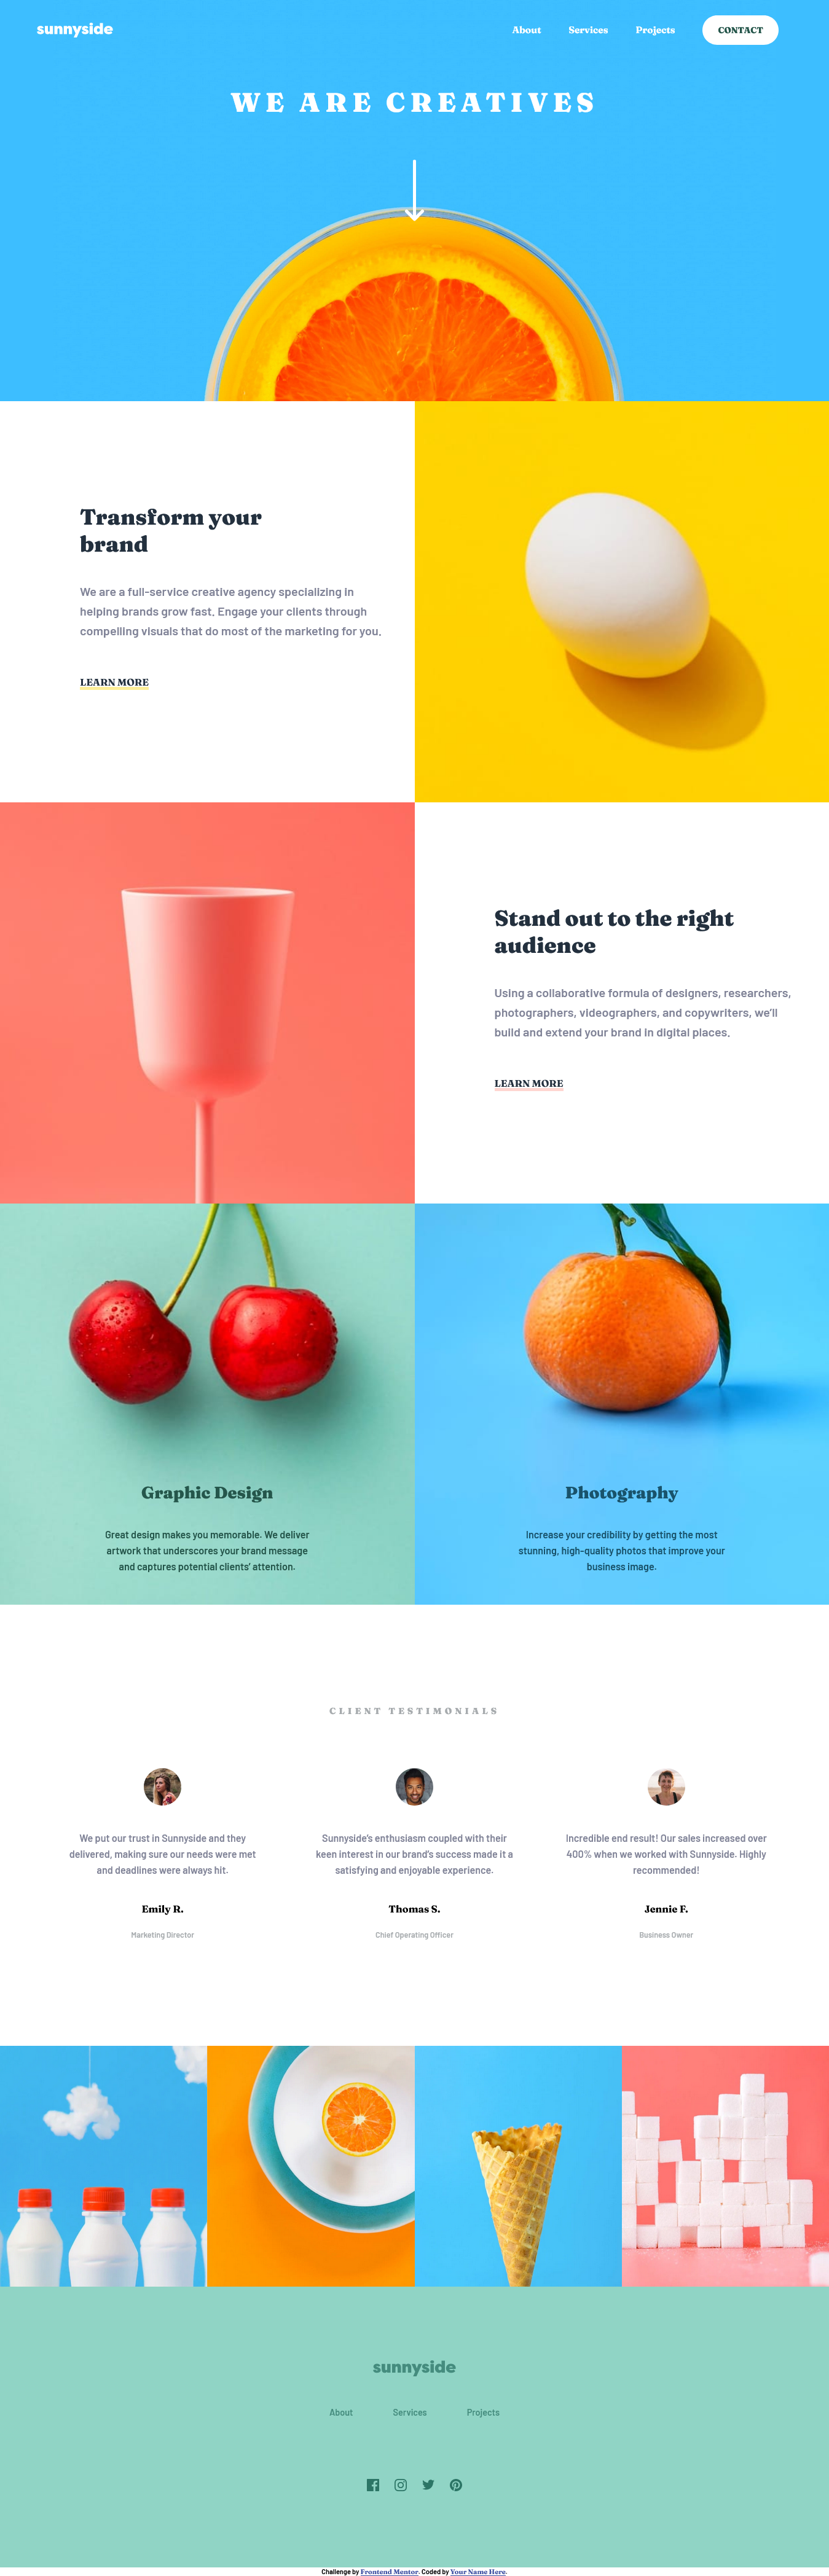 sunnyside
About Services Projects CONTACT
WE ARE CREATIVES
Transform your
brand
We are a full-service creative agency specializing in
helping brands grow fast. Engage your clients through
compelling visuals that do most of the marketing for you.
LEARN MORE
Stand out to the right
audience
Using a collaborative formula of designers, researchers,
photographers, videographers, and copywriters, we'll
build and extend your brand in digital places.
LEARN MORE
Graphic Design
Great design makes you memorable. We deliver
artwork that underscores your brand message
and captures potential clients' attention.
Photography
Increase your credibility by getting the most
stunning, high-quality photos that improve your
business image.
CLIENT TESTIMONIALS
We put our trust in Sunnyside and they
delivered, making sure our needs were met
and deadlines were always hit.
Emily R.
Marketing Director
Sunnyside's enthusiasm coupled with their
keen interest in our brand's success made it a
satisfying and enjoyable experience.
Thomas S.
Chief Operating Officer
Incredible end result! Our sales increased over
400% when we worked with Sunnyside. Highly
recommended!
Jennie F.
Business Owner
sunnyside
About Services Projects
Challenge by Frontend Mentor. Coded by Your Name Here.